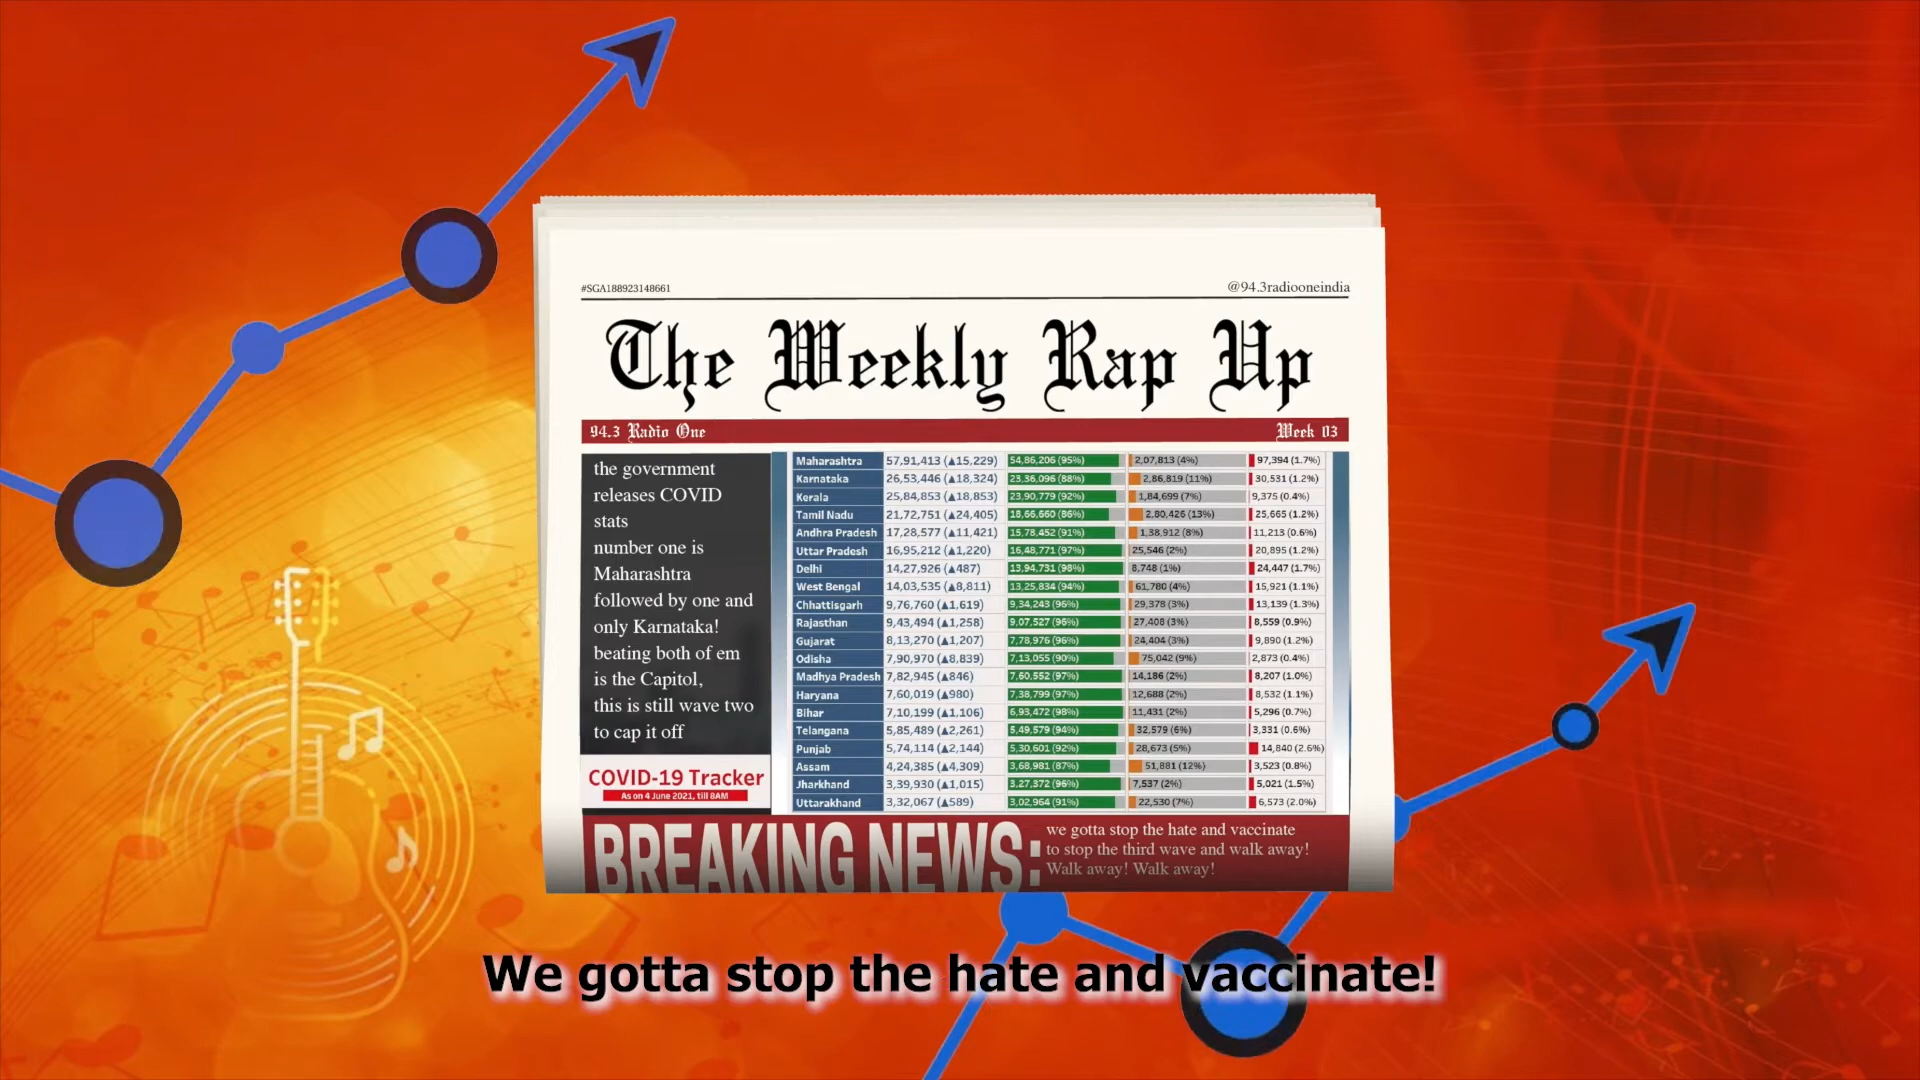 #SGA188923148661
@94.3radiooneindia
The Weekly Rap Up
94.3 Radio One
Week 03
the government
releases COVID
stats
number one is
Maharashtra
followed by one and
only Karnataka!
beating both of em
is the Capitol,
this is still wave two
to cap it off
COVID-19 Tracker
As on 4 June 2021, till 8AM
Maharashtra 57,91,413 (▲15,229) 54,86,206 (95%) 2,07,813 (4%) 97,394 (1.7%)
Karnataka 26,53,446 (▲18,324) 23,36,096 (88%) 2,86,819 (11%) 30,531 (1.2%)
Kerala 25,84,853 (▲18,853) 23,90,779 (92%) 1,84,699 (7%) 9,375 (0.4%)
Tamil Nadu 21,72,751 (▲24,405) 18,66,660 (86%) 2,80,426 (13%) 25,665 (1.2%)
Andhra Pradesh 17,28,577 (▲11,421) 15,78,452 (91%) 1,38,912 (8%) 11,213 (0.6%)
Uttar Pradesh 16,95,212 (▲1,220) 16,48,771 (97%) 25,546 (2%) 20,895 (1.2%)
Delhi 14,27,926 (▲487) 13,94,731 (98%) 8,748 (1%) 24,447 (1.7%)
West Bengal 14,03,535 (▲8,811) 13,25,834 (94%) 61,780 (4%) 15,921 (1.1%)
Chhattisgarh 9,76,760 (▲1,619) 9,34,243 (96%) 29,378 (3%) 13,139 (1.3%)
Rajasthan 9,43,494 (▲1,258) 9,07,527 (96%) 27,408 (3%) 8,559 (0.9%)
Gujarat 8,13,270 (▲1,207) 7,78,976 (96%) 24,404 (3%) 9,890 (1.2%)
Odisha 7,90,970 (▲8,839) 7,13,055 (90%) 75,042 (9%) 2,873 (0.4%)
Madhya Pradesh 7,82,945 (▲846) 7,60,552 (97%) 14,186 (2%) 8,207 (1.0%)
Haryana 7,60,019 (▲980) 7,38,799 (97%) 12,688 (2%) 8,532 (1.1%)
Bihar 7,10,199 (▲1,106) 6,93,472 (98%) 11,431 (2%) 5,296 (0.7%)
Telangana 5,85,489 (▲2,261) 5,49,579 (94%) 32,579 (6%) 3,331 (0.6%)
Punjab 5,74,114 (▲2,144) 5,30,601 (92%) 28,673 (5%) 14,840 (2.6%)
Assam 4,24,385 (▲4,309) 3,68,981 (87%) 51,881 (12%) 3,523 (0.8%)
Jharkhand 3,39,930 (▲1,015) 3,27,372 (96%) 7,537 (2%) 5,021 (1.5%)
Uttarakhand 3,32,067 (▲589) 3,02,964 (91%) 22,530 (7%) 6,573 (2.0%)
BREAKING NEWS:
we gotta stop the hate and vaccinate
to stop the third wave and walk away!
Walk away! Walk away!
We gotta stop the hate and vaccinate!